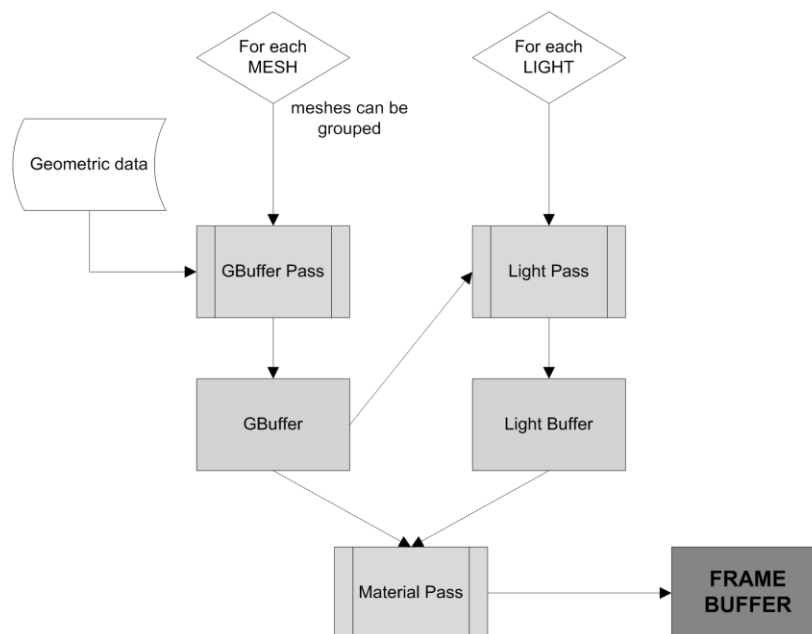 For each
MESH
For each
LIGHT
meshes can be
grouped
Geometric data
GBuffer Pass
Light Pass
GBuffer
Light Buffer
Material Pass
FRAME
BUFFER